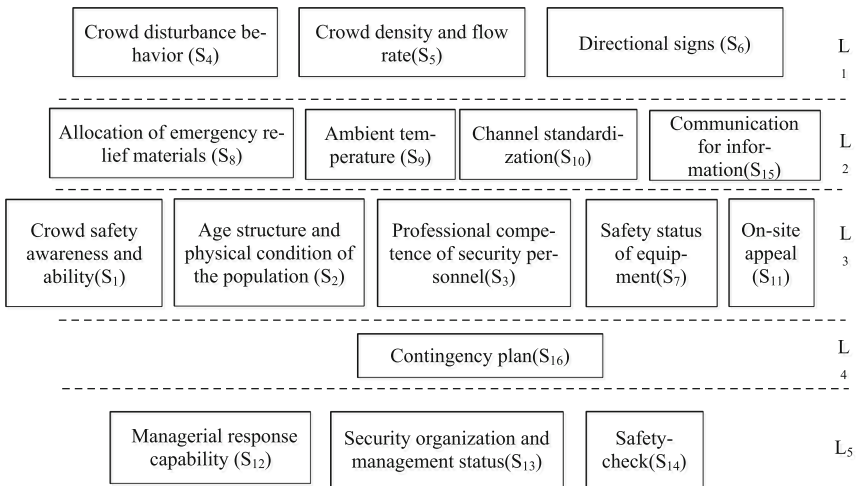 Crowd disturbance be-
havior (S₄)
Crowd density and flow
rate(S₅)
Directional signs (S₆)
L
1
Allocation of emergency re-
lief materials (S₈)
Ambient tem-
perature (S₉)
Channel standardi-
zation(S₁₀)
Communication
for infor-
mation(S₁₅)
L
2
Crowd safety
awareness and
ability(S₁)
Age structure and
physical condition of
the population (S₂)
Professional compe-
tence of security per-
sonnel(S₃)
Safety status
of equip-
ment(S₇)
On-site
appeal
(S₁₁)
L
3
Contingency plan(S₁₆)
L
4
Managerial response
capability (S₁₂)
Security organization and
management status(S₁₃)
Safety-
check(S₁₄)
L₅